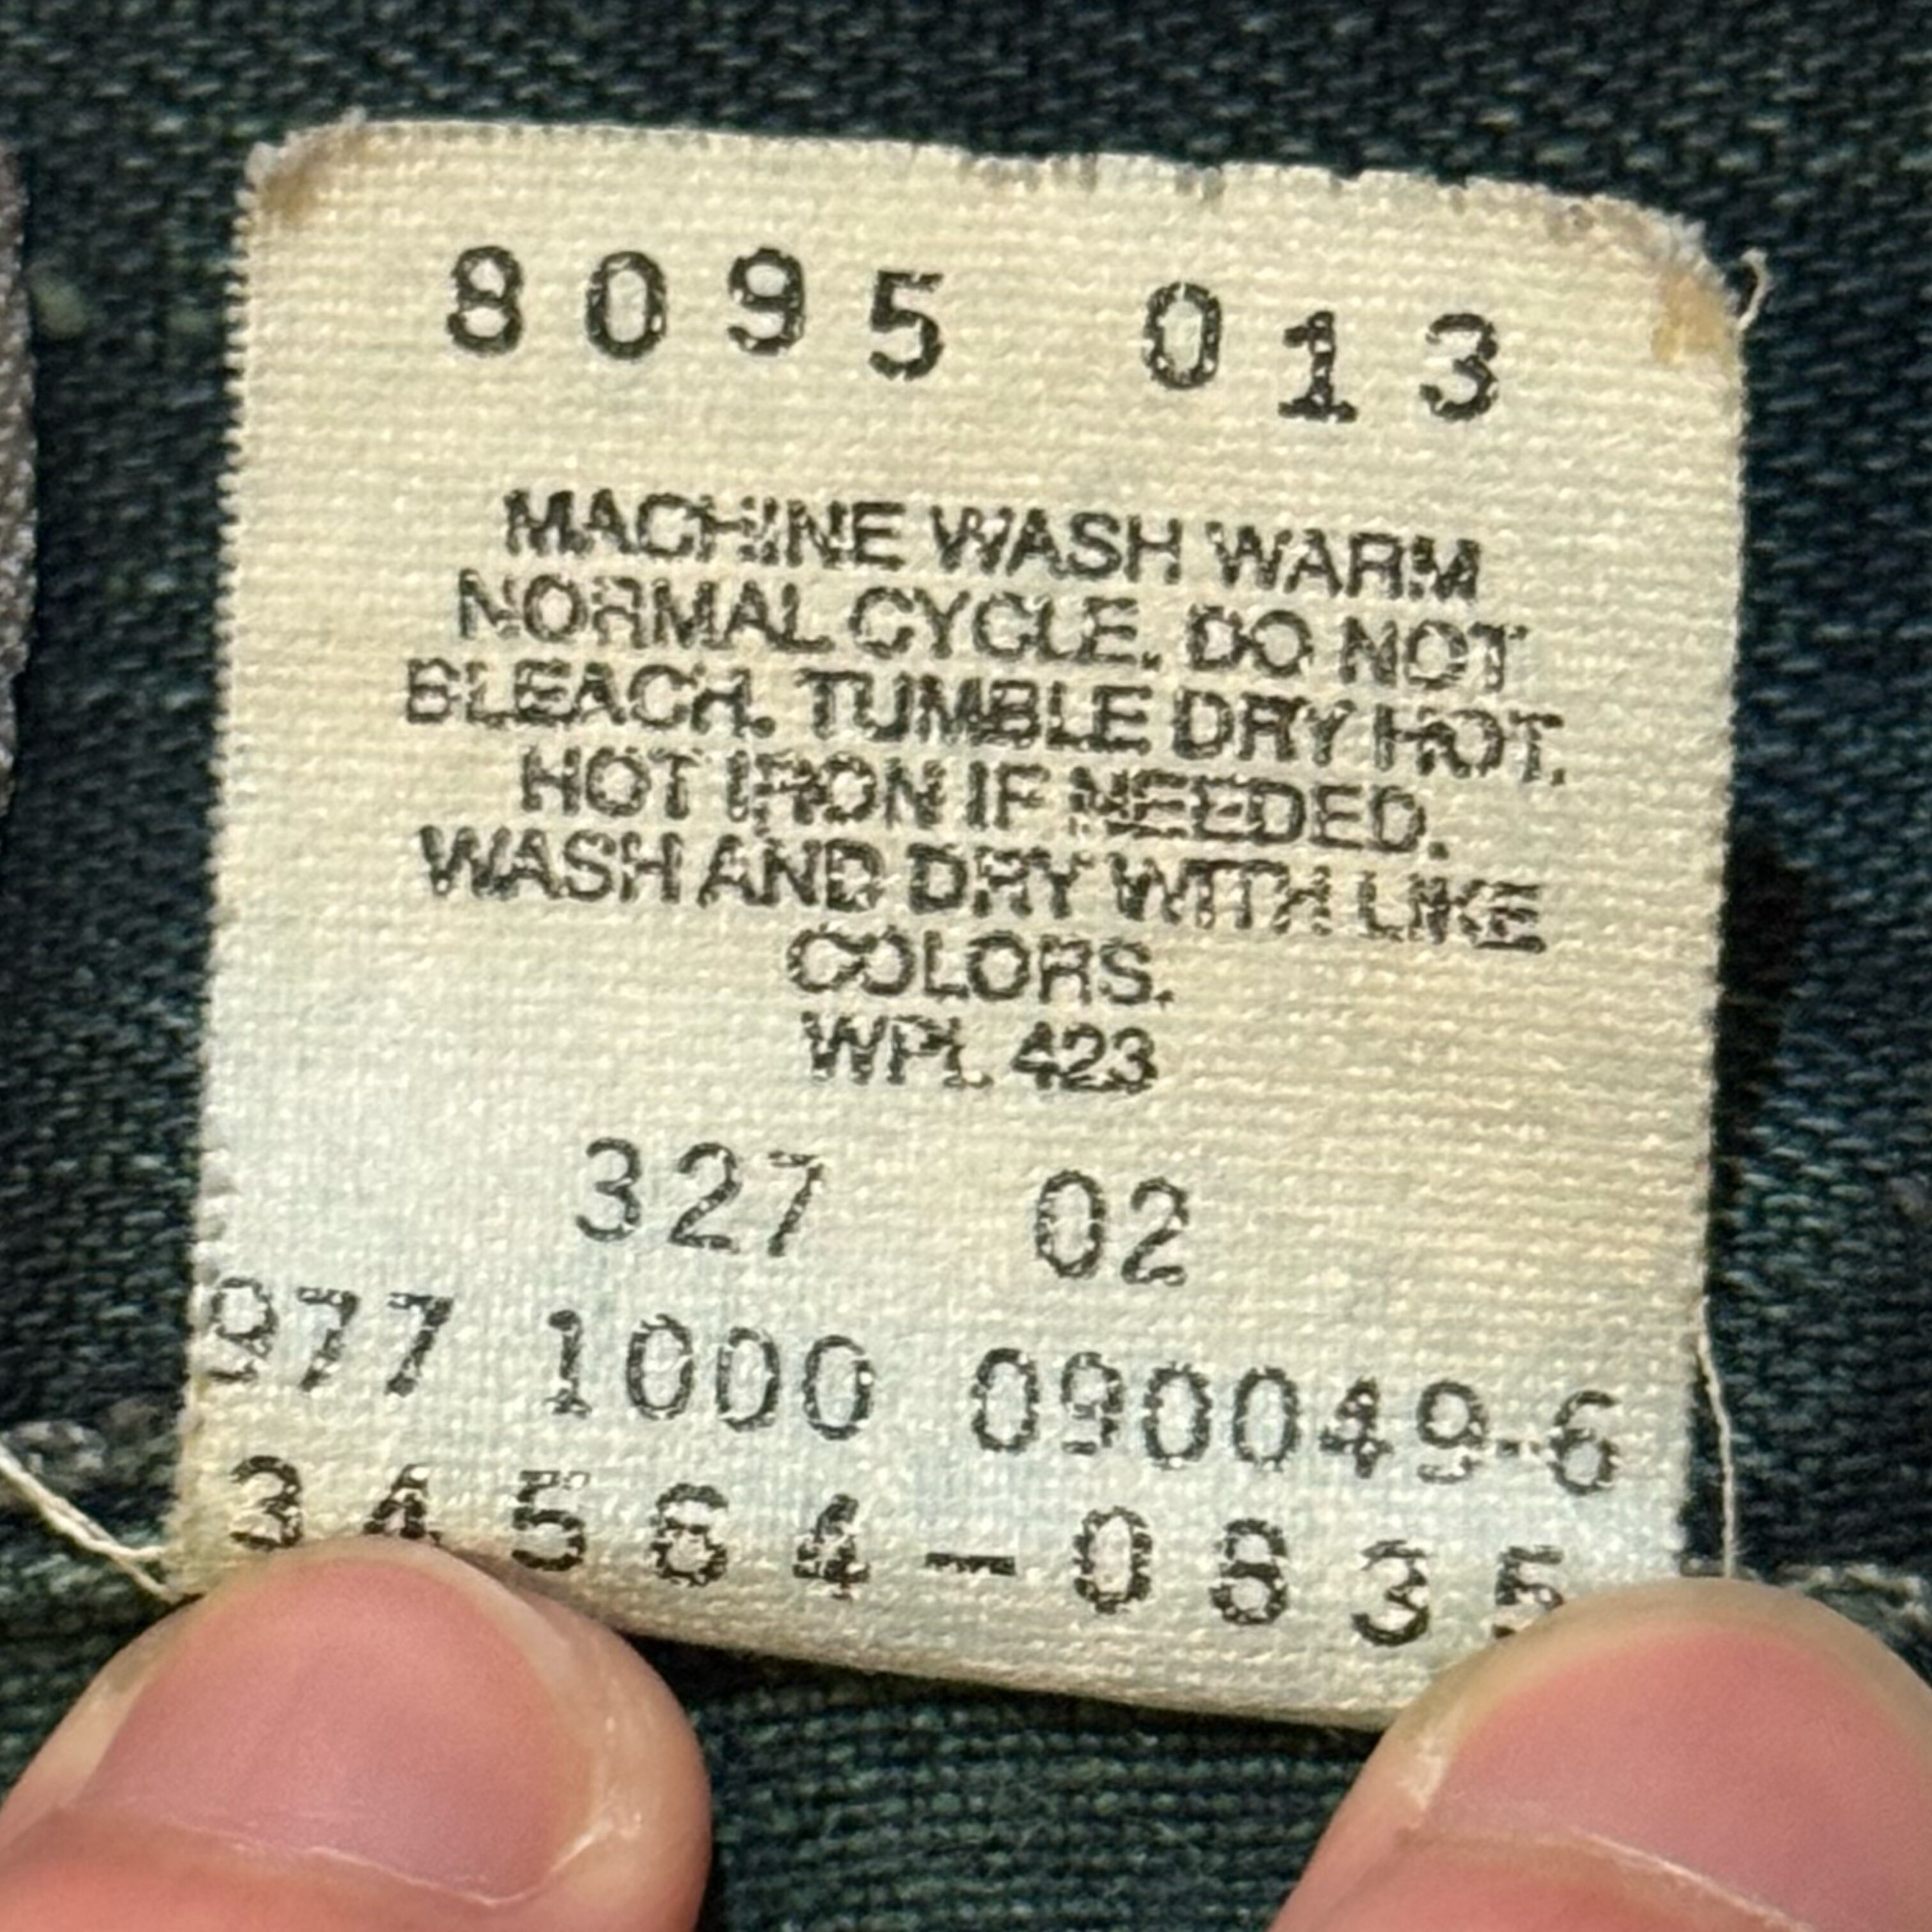 8095 013
MACHINE WASH WARM
NORMAL CYCLE. DO NOT
BLEACH. TUMBLE DRY HOT.
HOT IRON IF NEEDED.
WASH AND DRY WITH LIKE
COLORS.
WPL 423
327 02
977 1000 090049-6
34564-0835